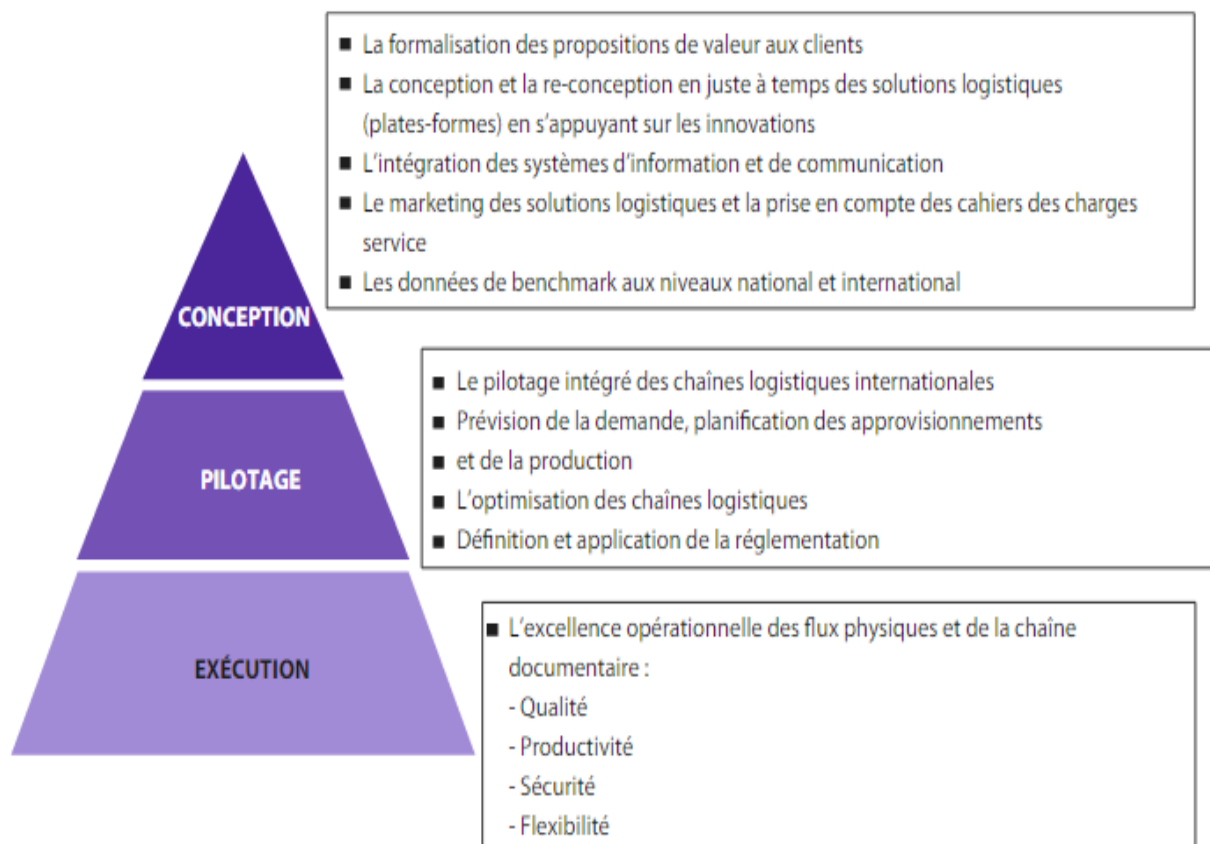 ■ La formalisation des propositions de valeur aux clients
■ La conception et la re-conception en juste à temps des solutions logistiques
(plates-formes) en s'appuyant sur les innovations
■ L'intégration des systèmes d'information et de communication
■ Le marketing des solutions logistiques et la prise en compte des cahiers des charges
service
■ Les données de benchmark aux niveaux national et international
CONCEPTION
■ Le pilotage intégré des chaînes logistiques internationales
■ Prévision de la demande, planification des approvisionnements
■ et de la production
■ L'optimisation des chaînes logistiques
■ Définition et application de la réglementation
PILOTAGE
■ L'excellence opérationnelle des flux physiques et de la chaîne
documentaire :
- Qualité
- Productivité
- Sécurité
- Flexibilité
EXÉCUTION